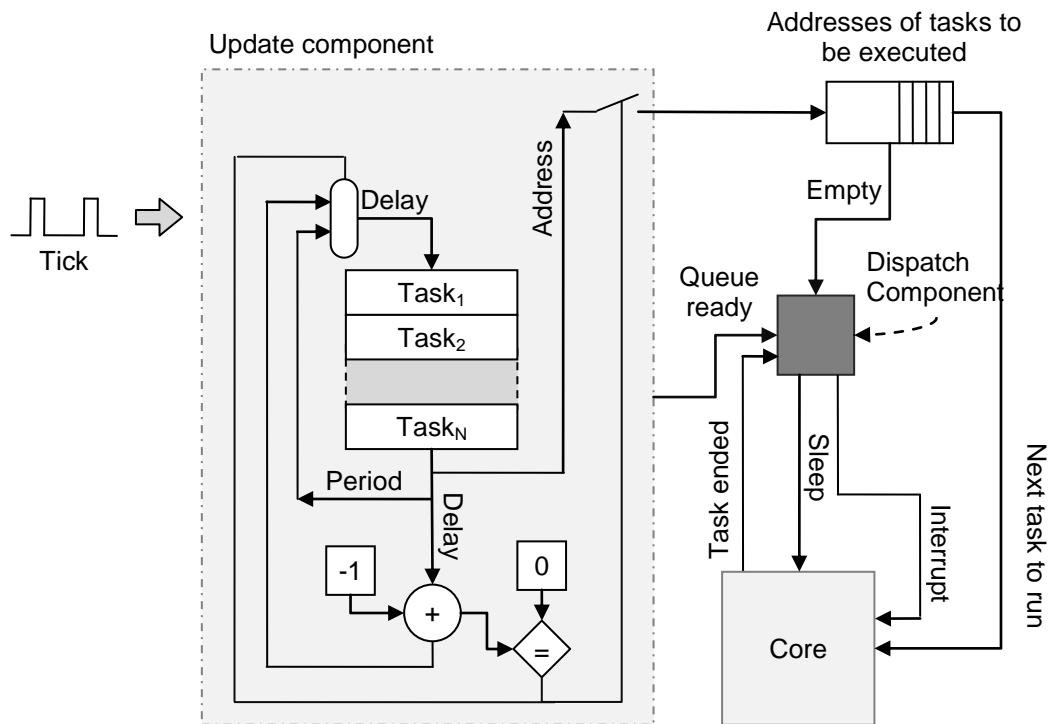 Addresses of tasks to
be executed
Update component
Tick
Delay
Address
Empty
Task₁
Task₂
Task_N
Queue
ready
Dispatch
Component
Period
Delay
Task ended
Sleep
Interrupt
Next task to run
-1
0
+
=
Core